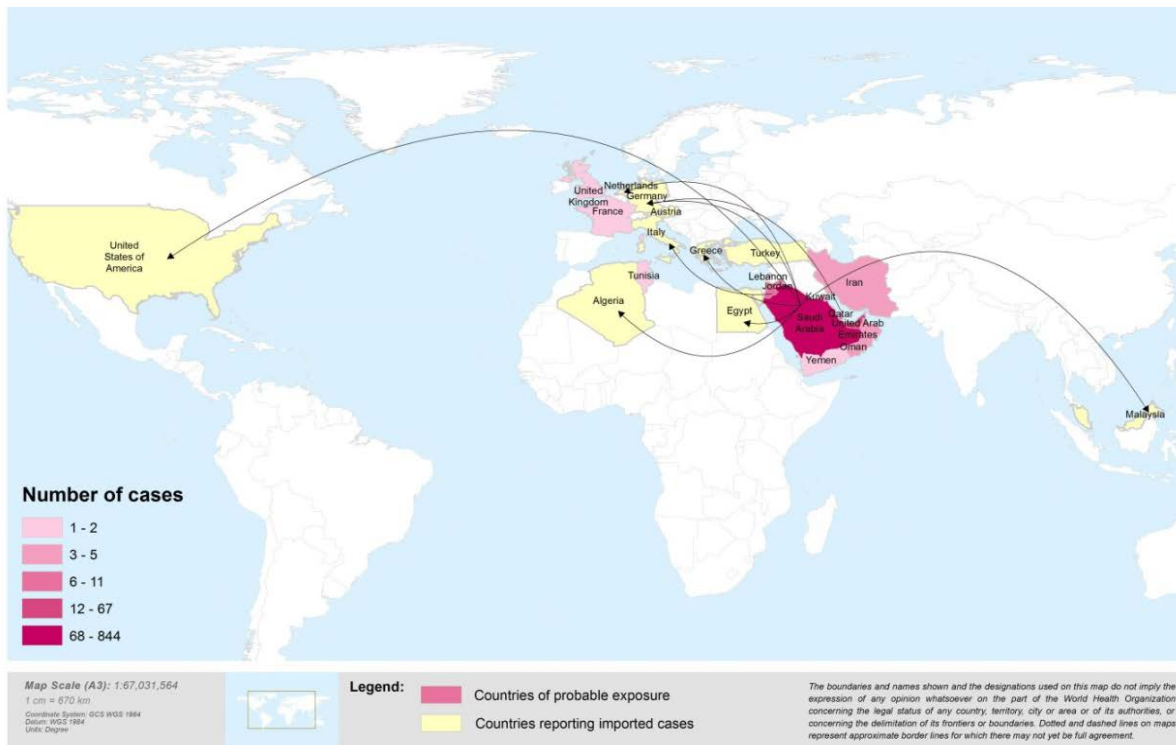 United
States of
America
United
Kingdom
Netherlands
Germany
France
Austria
Italy
Greece
Turkey
Tunisia
Algeria
Egypt
Lebanon
Jordan
Kuwait
Iran
Saudi
Arabia
Qatar
United Arab
Emirates
Oman
Yemen
Malaysia
Number of cases
1 - 2
3 - 5
6 - 11
12 - 67
68 - 844
Map Scale (A3): 1:67,031,564
1 cm = 670 km
Coordinate System: GCS WGS 1984
Datum: WGS 1984
Units: Degree
Legend:
Countries of probable exposure
Countries reporting imported cases
The boundaries and names shown and the designations used on this map do not imply the
expression of any opinion whatsoever on the part of the World Health Organization
concerning the legal status of any country, territory, city or area or of its authorities, or
concerning the delimitation of its frontiers or boundaries. Dotted and dashed lines on maps
represent approximate border lines for which there may not yet be full agreement.